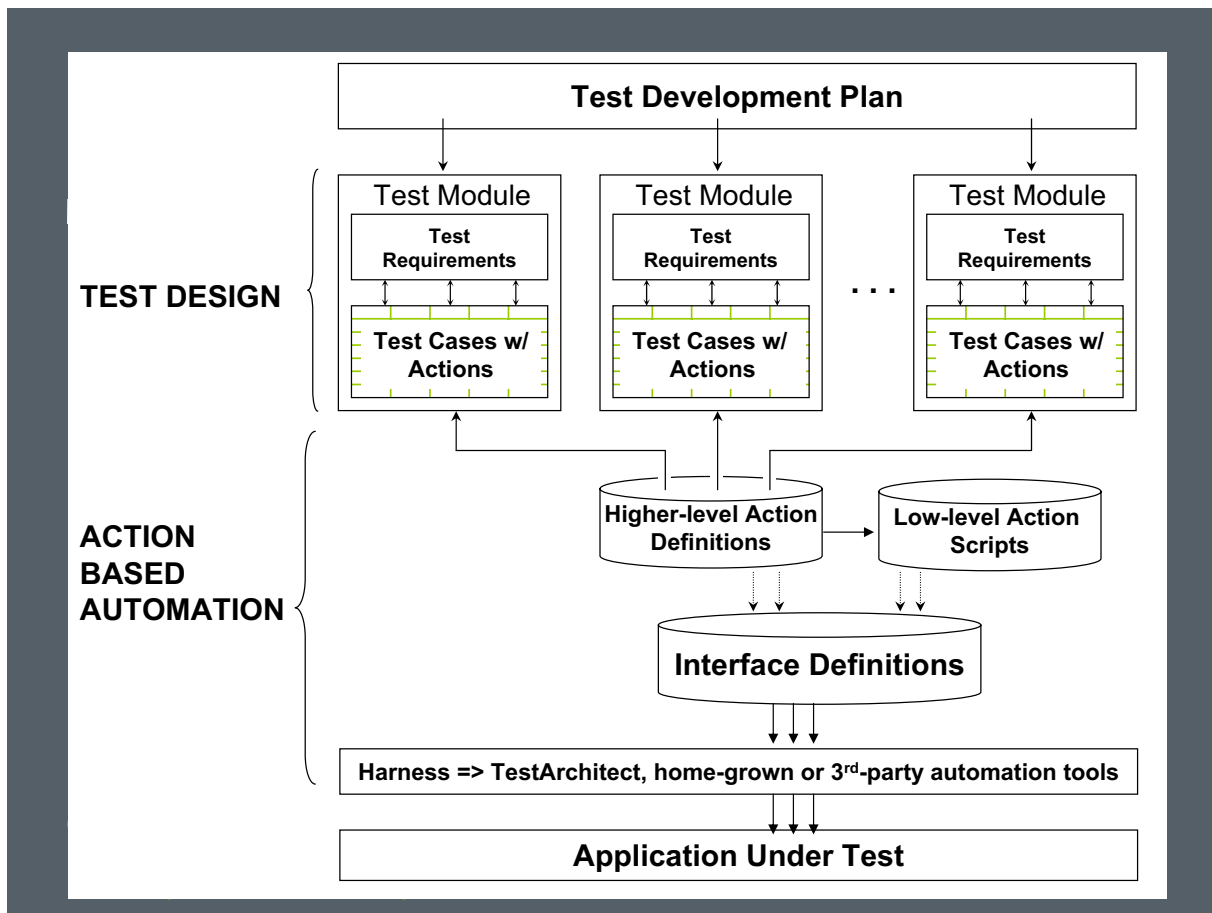 Test Development Plan
TEST DESIGN
Test Module
Test
Requirements
Test Cases w/
Actions
Test Module
Test
Requirements
Test Cases w/
Actions
. . .
Test Module
Test
Requirements
Test Cases w/
Actions
ACTION
BASED
AUTOMATION
Higher-level Action
Definitions
Low-level Action
Scripts
Interface Definitions
Harness => TestArchitect, home-grown or 3rd-party automation tools
Application Under Test